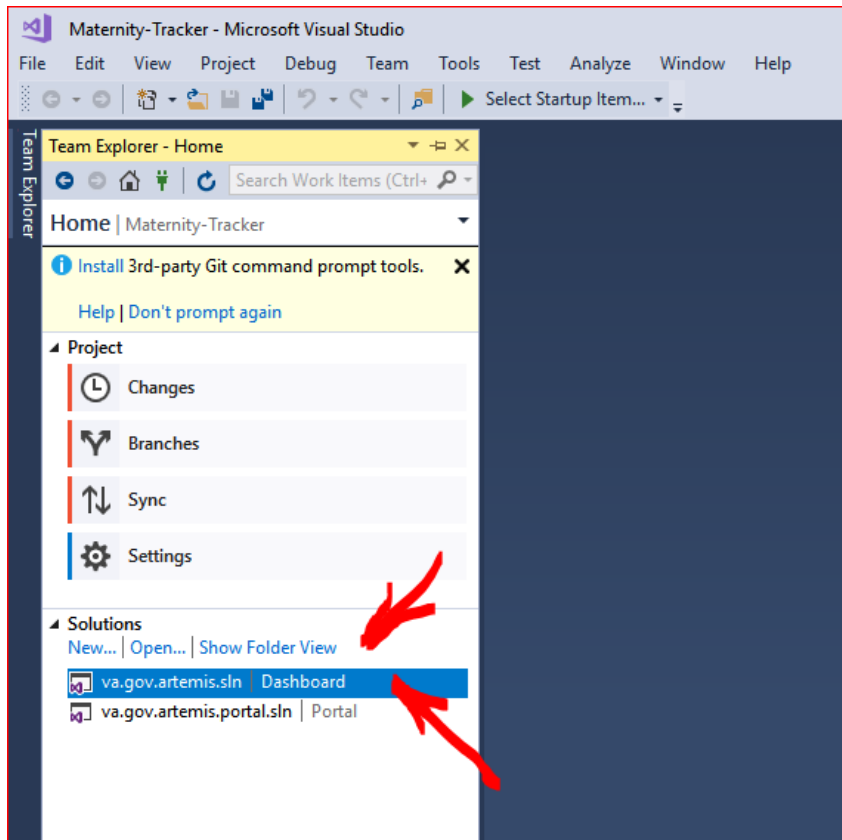 Maternity-Tracker - Microsoft Visual Studio
File Edit View Project Debug Team Tools Test Analyze Window Help
Select Startup Item...
Team Explorer
Team Explorer - Home
Search Work Items (Ctrl+
Home | Maternity-Tracker
Install 3rd-party Git command prompt tools.
Help | Don't prompt again
Project
Changes
Branches
Sync
Settings
Solutions
New... | Open... | Show Folder View
va.gov.artemis.sln | Dashboard
va.gov.artemis.portal.sln | Portal